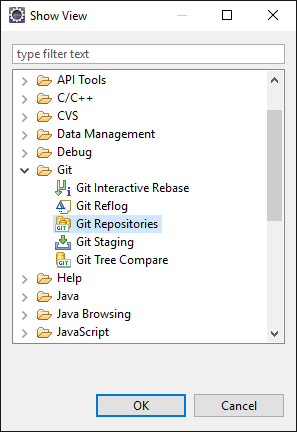 Show View
type filter text
API Tools
C/C++
CVS
Data Management
Debug
Git
Git Interactive Rebase
Git Reflog
Git Repositories
Git Staging
Git Tree Compare
Help
Java
Java Browsing
JavaScript
OK
Cancel